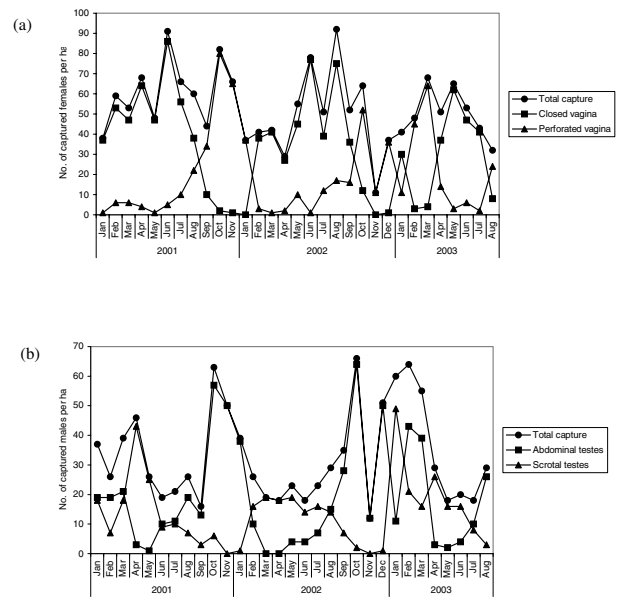 (a)
No. of captured females per ha
100
90
80
70
60
50
40
30
20
10
0
Jan Feb Mar Apr May Jun Jul Aug Sep Oct Nov Jan Feb Mar Apr May Jun Jul Aug Sep Oct Nov Dec Jan Feb Mar Apr May Jun Jul Aug
2001 2002 2003
Total capture
Closed vagina
Perforated vagina
(b)
No. of captured males per ha
70
60
50
40
30
20
10
0
Jan Feb Mar Apr May Jun Jul Aug Sep Oct Nov Jan Feb Mar Apr May Jun Jul Aug Sep Oct Nov Dec Jan Feb Mar Apr May Jun Jul Aug
2001 2002 2003
Total capture
Abdominal testes
Scrotal testes